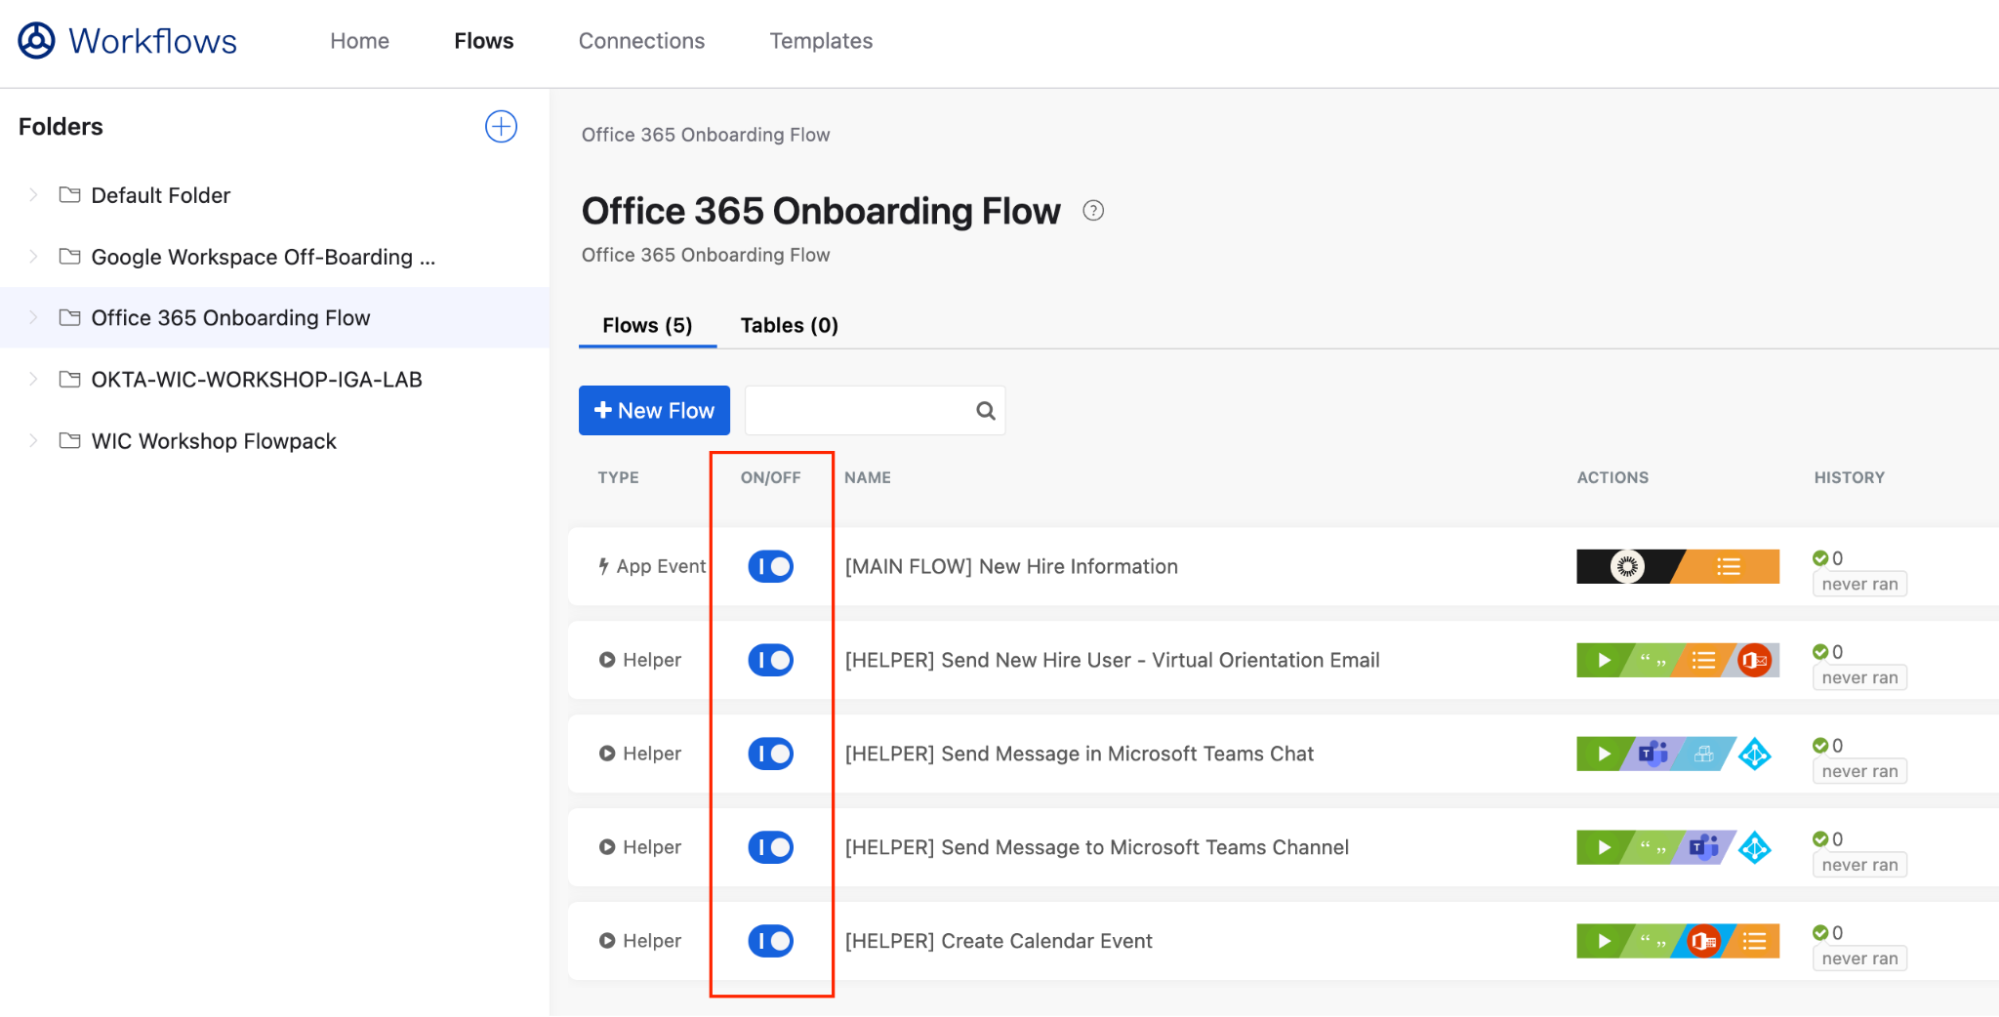 Workflows
Home
Flows
Connections
Templates
Folders
Default Folder
Google Workspace Off-Boarding ...
Office 365 Onboarding Flow
OKTA-WIC-WORKSHOP-IGA-LAB
WIC Workshop Flowpack
Office 365 Onboarding Flow
Office 365 Onboarding Flow
Office 365 Onboarding Flow
Flows (5)
Tables (0)
New Flow
TYPE ON/OFF NAME ACTIONS HISTORY
App Event [MAIN FLOW] New Hire Information 0
never ran
Helper [HELPER] Send New Hire User - Virtual Orientation Email 0
never ran
Helper [HELPER] Send Message in Microsoft Teams Chat 0
never ran
Helper [HELPER] Send Message to Microsoft Teams Channel 0
never ran
Helper [HELPER] Create Calendar Event 0
never ran